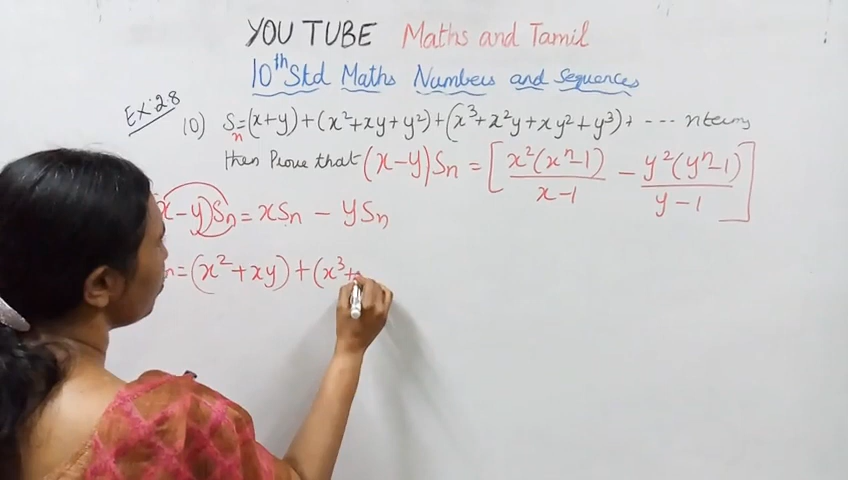 YOU TUBE Maths and Tamil
10th Std Maths Numbers and Sequences
EX: 2.8
10) Sn = (x+y) + (x² + xy + y²) + (x³ + x²y + xy² + y³) + --- n terms
then Prove that (x-y)Sn = [x²(xⁿ-1)/x-1 - y²(yⁿ-1)/y-1]
x-y)Sn = xSn - ySn
n = (x² + xy) + (x³ +